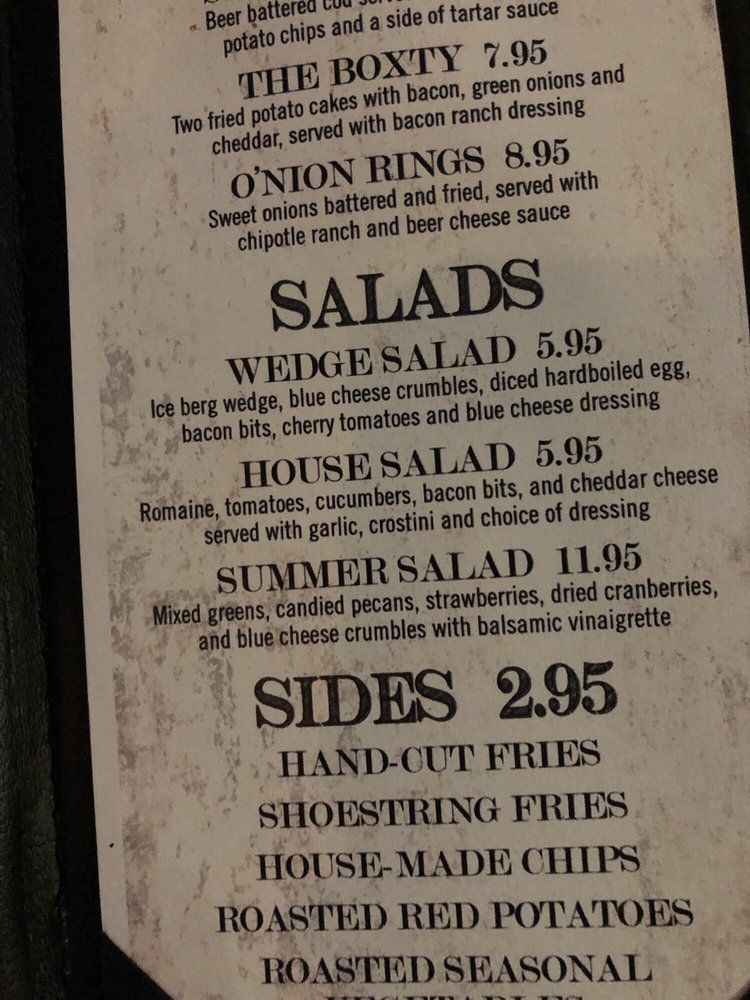 Beer battered cod
potato chips and a side of tartar sauce
THE BOXTY 7.95
Two fried potato cakes with bacon, green onions and
cheddar, served with bacon ranch dressing
O'NION RINGS 8.95
Sweet onions battered and fried, served with
chipotle ranch and beer cheese sauce
SALADS
WEDGE SALAD 5.95
Ice berg wedge, blue cheese crumbles, diced hardboiled egg,
bacon bits, cherry tomatoes and blue cheese dressing
HOUSE SALAD 5.95
Romaine, tomatoes, cucumbers, bacon bits, and cheddar cheese
served with garlic, crostini and choice of dressing
SUMMER SALAD 11.95
Mixed greens, candied pecans, strawberries, dried cranberries,
and blue cheese crumbles with balsamic vinaigrette
SIDES 2.95
HAND-CUT FRIES
SHOESTRING FRIES
HOUSE-MADE CHIPS
ROASTED RED POTATOES
ROASTED SEASONAL
VEGETABLES